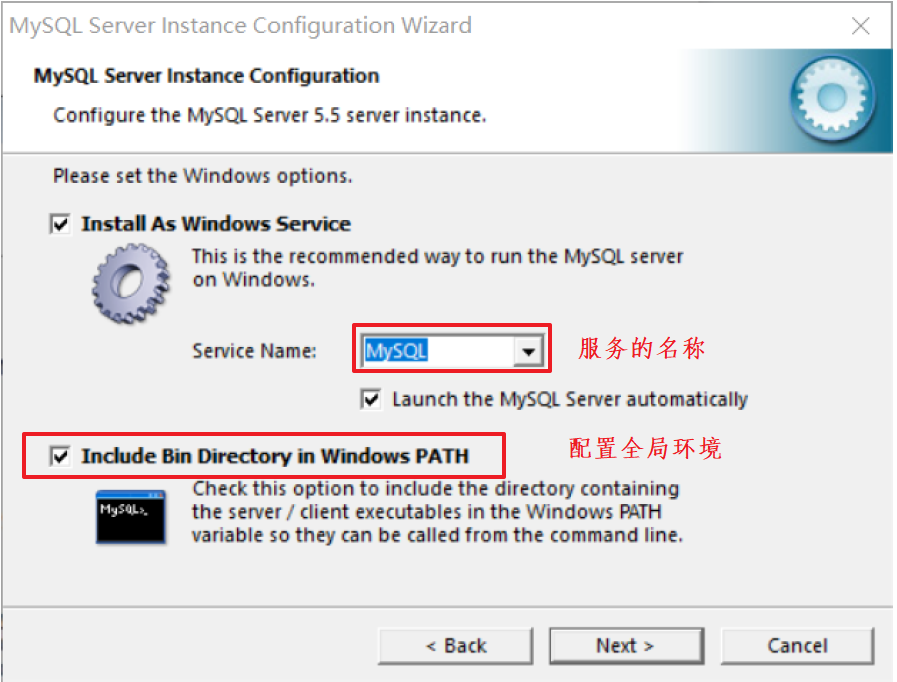 MySQL Server Instance Configuration Wizard
MySQL Server Instance Configuration
Configure the MySQL Server 5.5 server instance.
Please set the Windows options.
Install As Windows Service
This is the recommended way to run the MySQL server
on Windows.
Service Name:
MySQL
服务的名称
Launch the MySQL Server automatically
Include Bin Directory in Windows PATH
配置全局环境
MySQL>_
Check this option to include the directory containing
the server / client executables in the Windows PATH
variable so they can be called from the command line.
< Back
Next >
Cancel